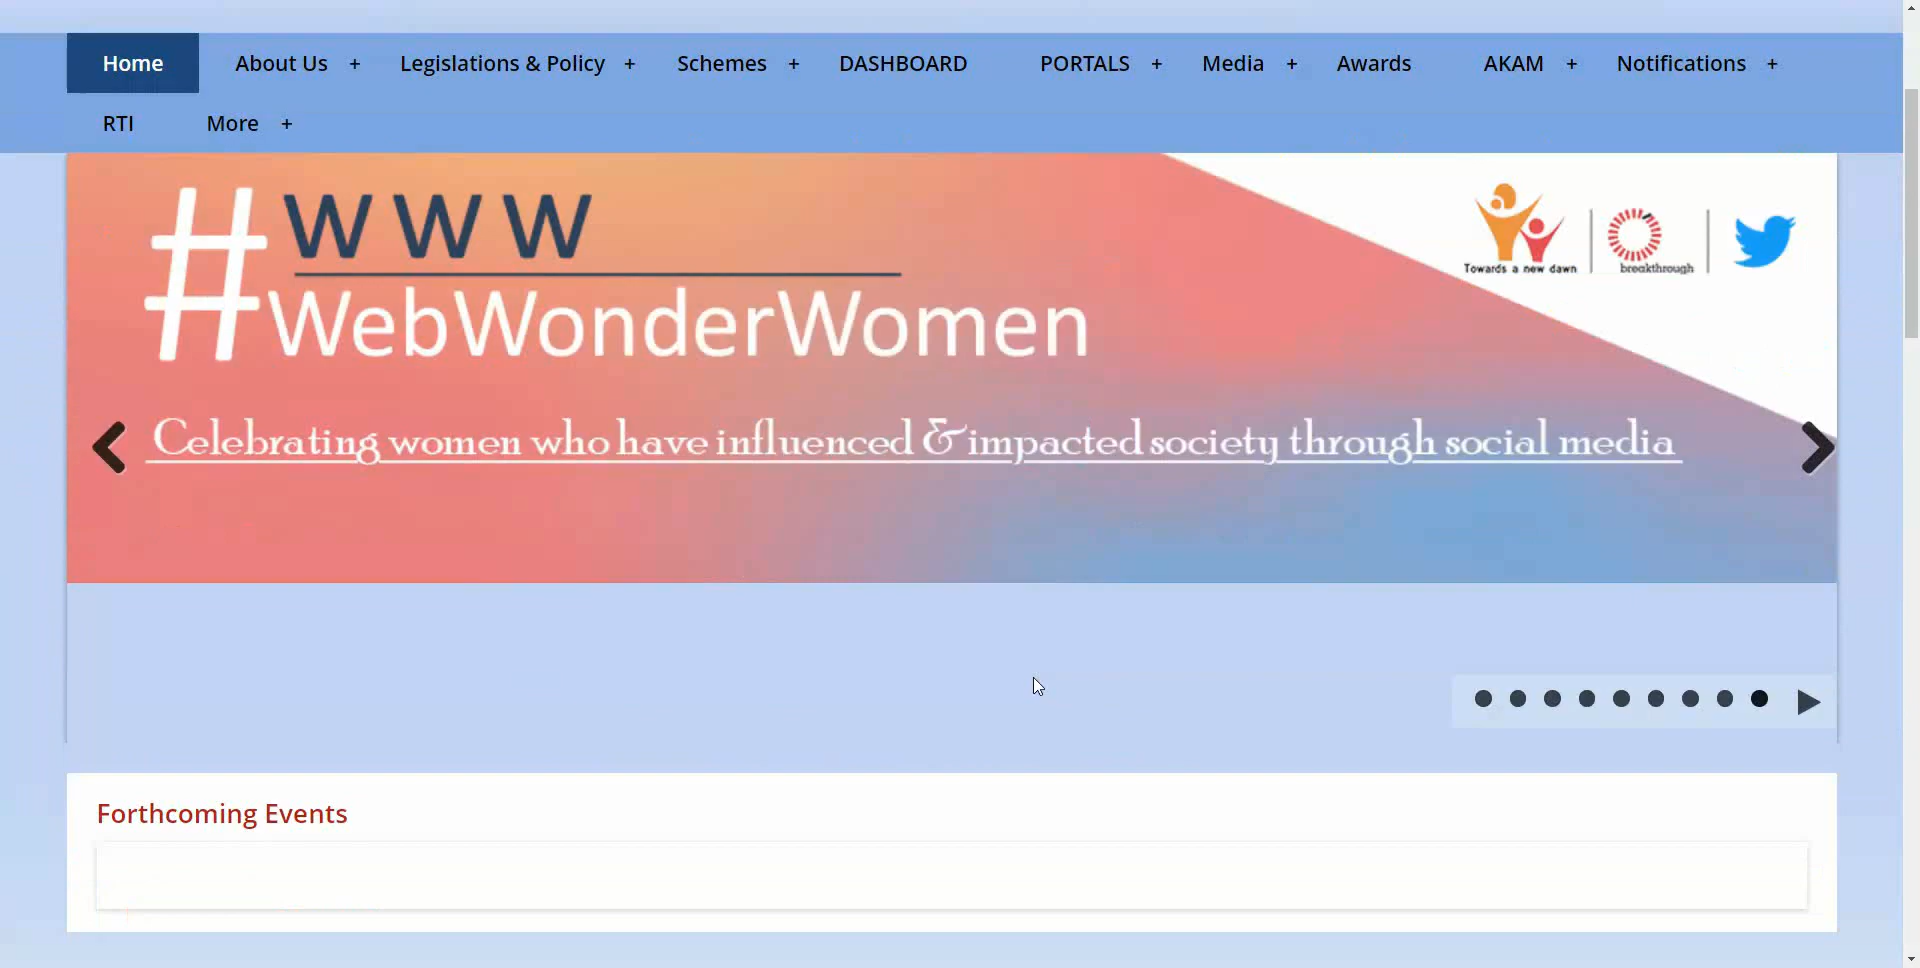 Home About Us + Legislations & Policy + Schemes + DASHBOARD PORTALS + Media + Awards AKAM + Notifications +
RTI More +
# W W W
WebWonderWomen
Towards a new dawn
breakthrough
Celebrating women who have influenced & impacted society through social media
Forthcoming Events